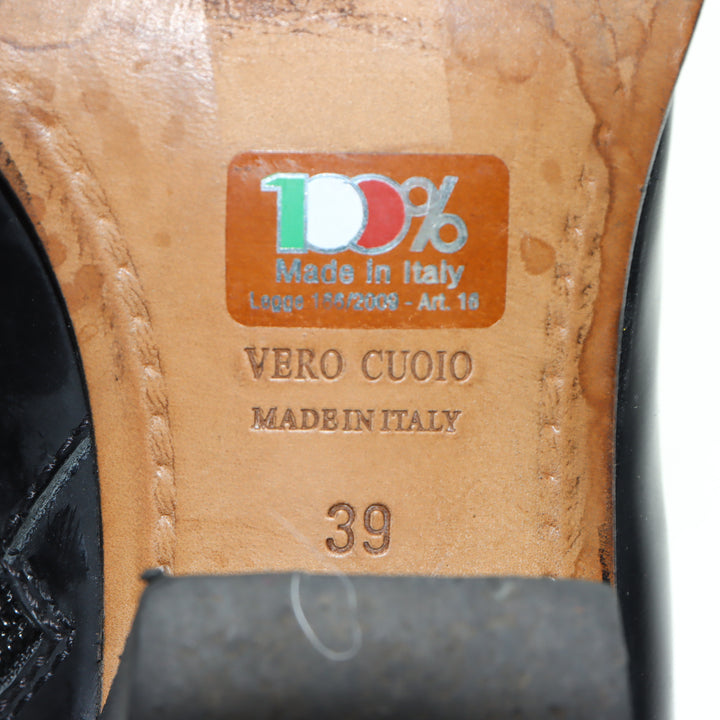 100%
Made in Italy
Legge 166/2009 - Art. 16
VERO CUOIO
MADE IN ITALY
39